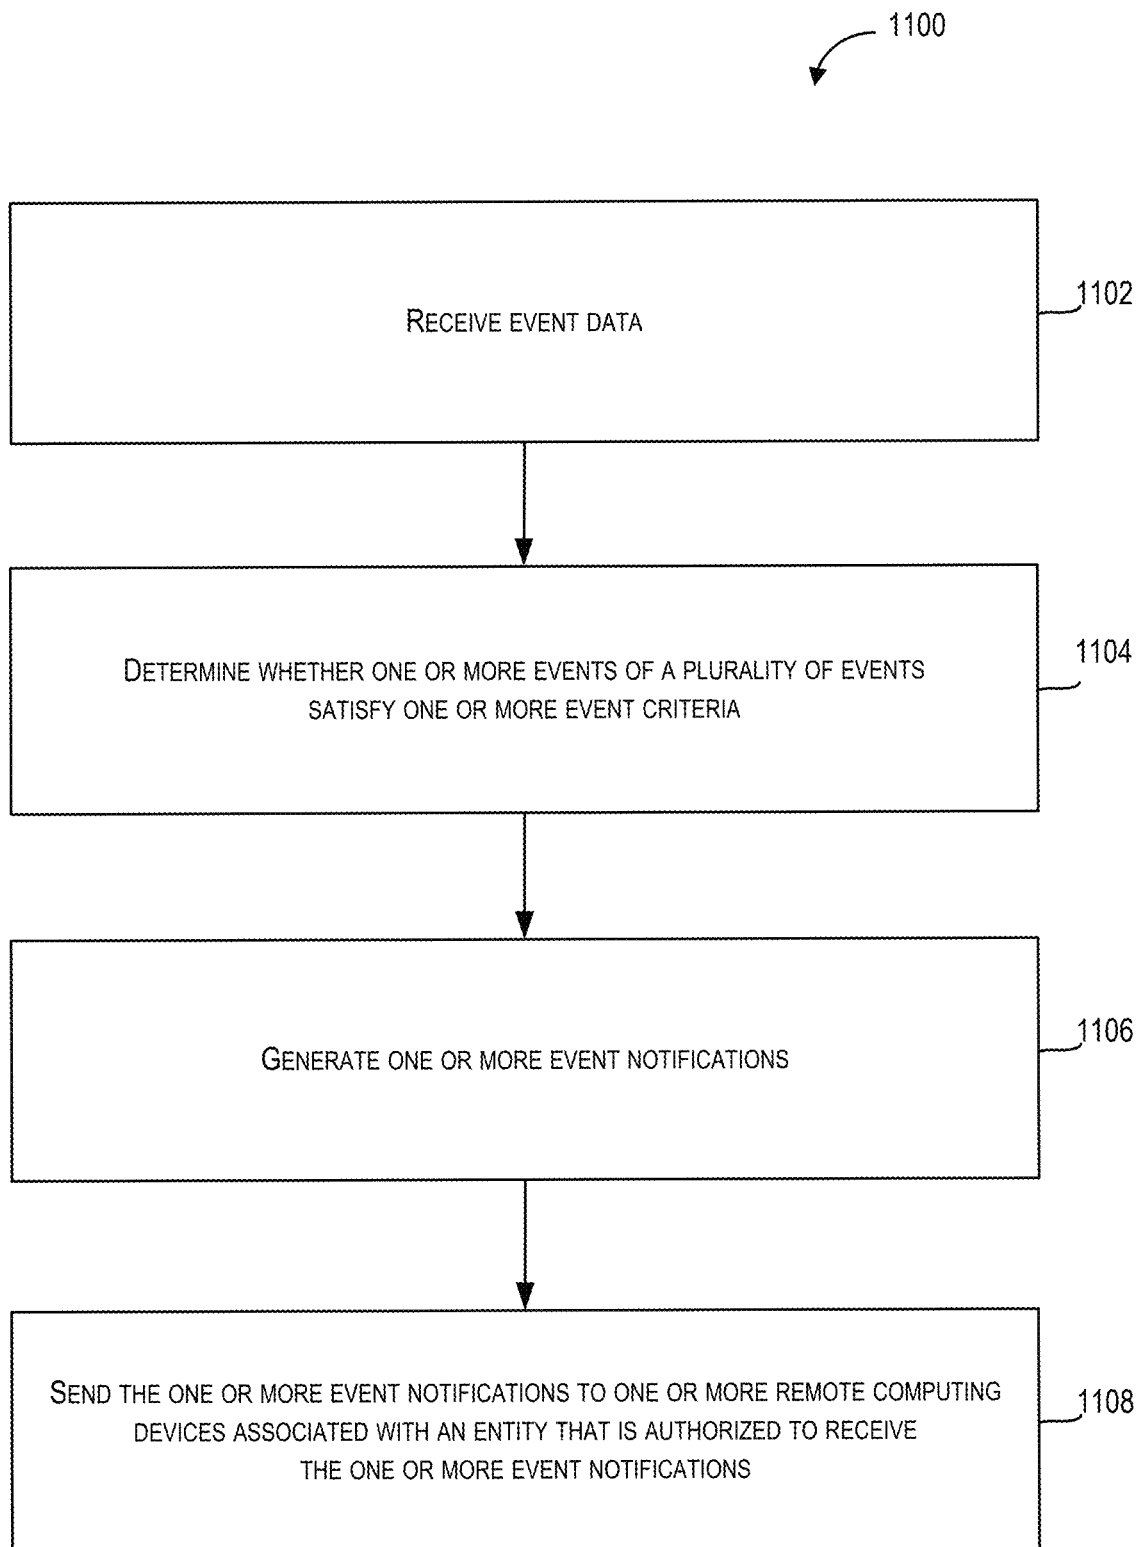 1100
RECEIVE EVENT DATA
1102
DETERMINE WHETHER ONE OR MORE EVENTS OF A PLURALITY OF EVENTS
SATISFY ONE OR MORE EVENT CRITERIA
1104
GENERATE ONE OR MORE EVENT NOTIFICATIONS
1106
SEND THE ONE OR MORE EVENT NOTIFICATIONS TO ONE OR MORE REMOTE COMPUTING
DEVICES ASSOCIATED WITH AN ENTITY THAT IS AUTHORIZED TO RECEIVE
THE ONE OR MORE EVENT NOTIFICATIONS
1108